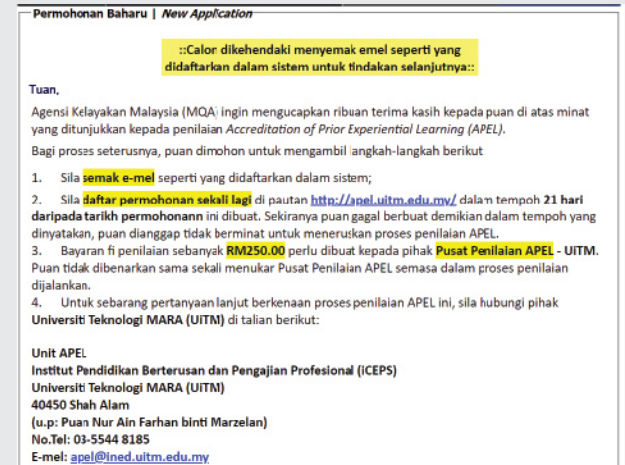 Permohonan Baharu | New Application
::Calor dikehendaki menyemak emel seperti yang
didaftarkan dalam sistem untuk tindakan selanjutnya::
Tuan,
Agensi Kelayakan Malaysia (MQA) ingin mengucapkan ribuan terima kasih kepada puan di atas minat
yang ditunjukkan kepada penilaian Accreditation of Prior Experiential Learning (APEL).
Bagi proses seterusnya, puan dimohon untuk mengambil langkah-langkah berikut
1. Sila semak e-mel seperti yang didaftarkan dalam sistem;
2. Sila daftar permohonan sekali lagi di pautan http://apel.uitm.edu.my/ dalam tempoh 21 hari
daripada tarikh permohonann ini dibuat. Sekiranya puan gagal berbuat demikian dalam tempoh yang
dinyatakan, puan dianggap tidak berminat untuk meneruskan proses penilaian APEL.
3. Bayaran fi penilaian sebanyak RM250.00 perlu dibuat kepada pihak Pusat Penilaian APEL - UiTM.
Puan tidak dibenarkan sama sekali menukar Pusat Penilaian APEL semasa dalam proses penilaian
dijalankan.
4. Untuk sebarang pertanyaan lanjut berkenaan proses penilaian APEL ini, sila hubungi pihak
Universiti Teknologi MARA (UiTM) di talian berikut:
Unit APEL
Institut Pendidikan Berterusan dan Pengajian Profesional (iCEPS)
Universiti Teknologi MARA (UiTM)
40450 Shah Alam
(u.p: Puan Nur Ain Farhan binti Marzelan)
No.Tel: 03-5544 8185
E-mel: apel@ined.uitm.edu.my